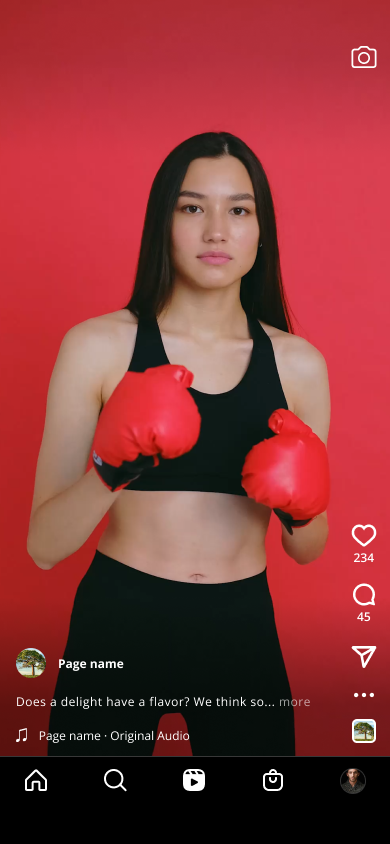 234
45
Page name
Does a delight have a flavor? We think so... more
Page name · Original Audio